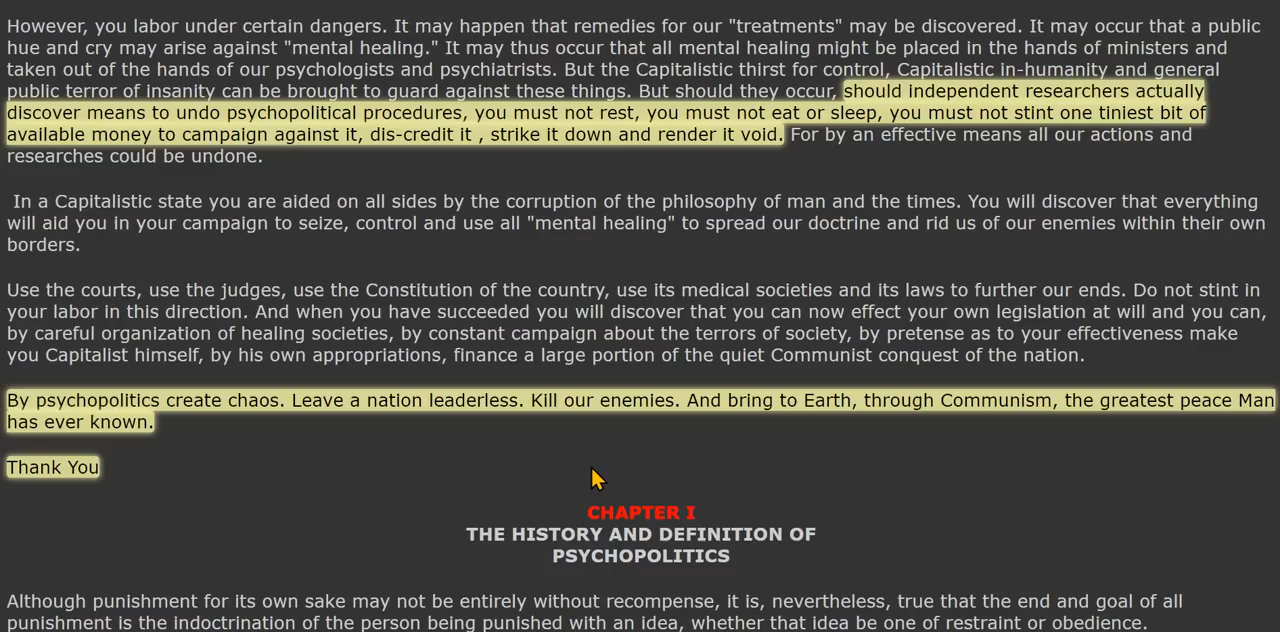 However, you labor under certain dangers. It may happen that remedies for our "treatments" may be discovered. It may occur that a public
hue and cry may arise against "mental healing." It may thus occur that all mental healing might be placed in the hands of ministers and
taken out of the hands of our psychologists and psychiatrists. But the Capitalistic thirst for control, Capitalistic in-humanity and general
public terror of insanity can be brought to guard against these things. But should they occur, should independent researchers actually
discover means to undo psychopolitical procedures, you must not rest, you must not eat or sleep, you must not stint one tiniest bit of
available money to campaign against it, dis-credit it , strike it down and render it void. For by an effective means all our actions and
researches could be undone.
In a Capitalistic state you are aided on all sides by the corruption of the philosophy of man and the times. You will discover that everything
will aid you in your campaign to seize, control and use all "mental healing" to spread our doctrine and rid us of our enemies within their own
borders.
Use the courts, use the judges, use the Constitution of the country, use its medical societies and its laws to further our ends. Do not stint in
your labor in this direction. And when you have succeeded you will discover that you can now effect your own legislation at will and you can,
by careful organization of healing societies, by constant campaign about the terrors of society, by pretense as to your effectiveness make
you Capitalist himself, by his own appropriations, finance a large portion of the quiet Communist conquest of the nation.
By psychopolitics create chaos. Leave a nation leaderless. Kill our enemies. And bring to Earth, through Communism, the greatest peace Man
has ever known.
Thank You
CHAPTER I
THE HISTORY AND DEFINITION OF
PSYCHOPOLITICS
Although punishment for its own sake may not be entirely without recompense, it is, nevertheless, true that the end and goal of all
punishment is the indoctrination of the person being punished with an idea, whether that idea be one of restraint or obedience.